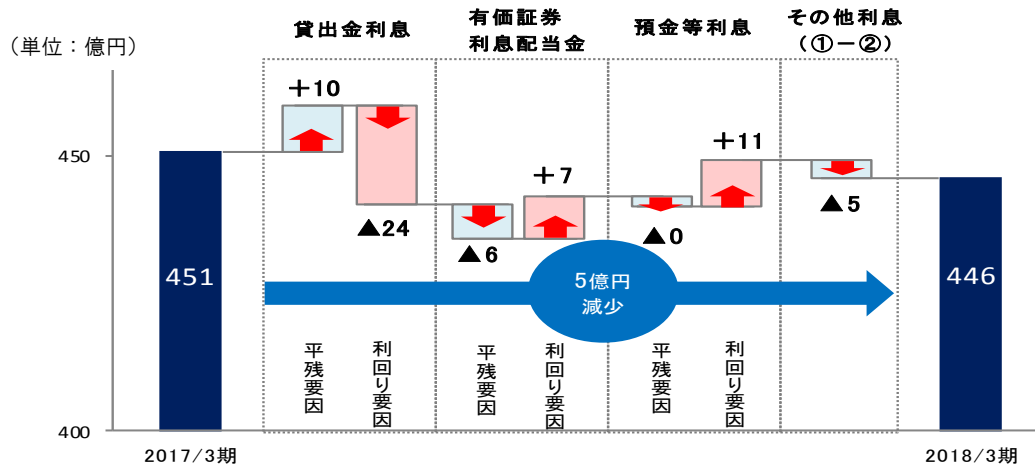 （単位：億円）
貸出金利息
有価証券
利息配当金
預金等利息
その他利息
（①－②）
450
400
451
＋10
▲24
▲6
＋7
▲0
＋11
▲5
446
5億円
減少
平残要因
利回り要因
平残要因
利回り要因
平残要因
利回り要因
2017/3期
2018/3期